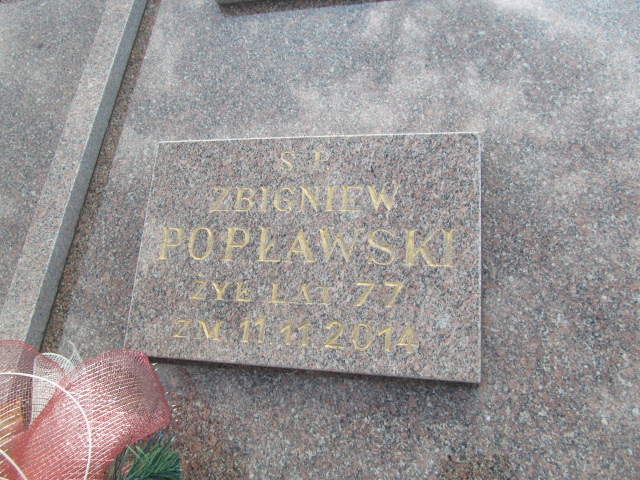 Ś. P.
ZBIGNIEW
POPŁAWSKI
ŻYŁ LAT 77
ZM 11.11.2014